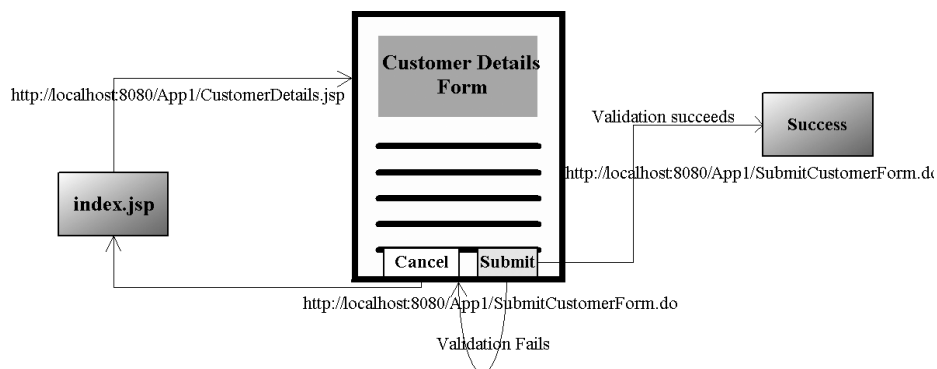 Customer Details
Form
http://localhost:8080/App1/CustomerDetails.jsp
Validation succeeds
Success
http://localhost:8080/App1/SubmitCustomerForm.do
index.jsp
Cancel
Submit
http://localhost:8080/App1/SubmitCustomerForm.do
Validation Fails